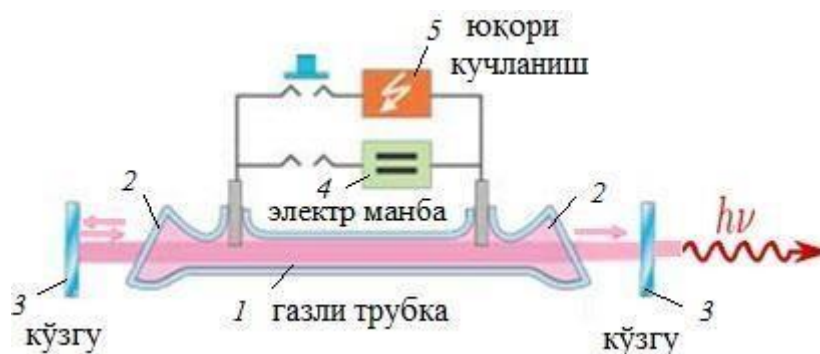 5 юқори
кучланиш
2
4
электр манба
2
hν
3
кўзгу
1 газли трубка
3
кўзгу